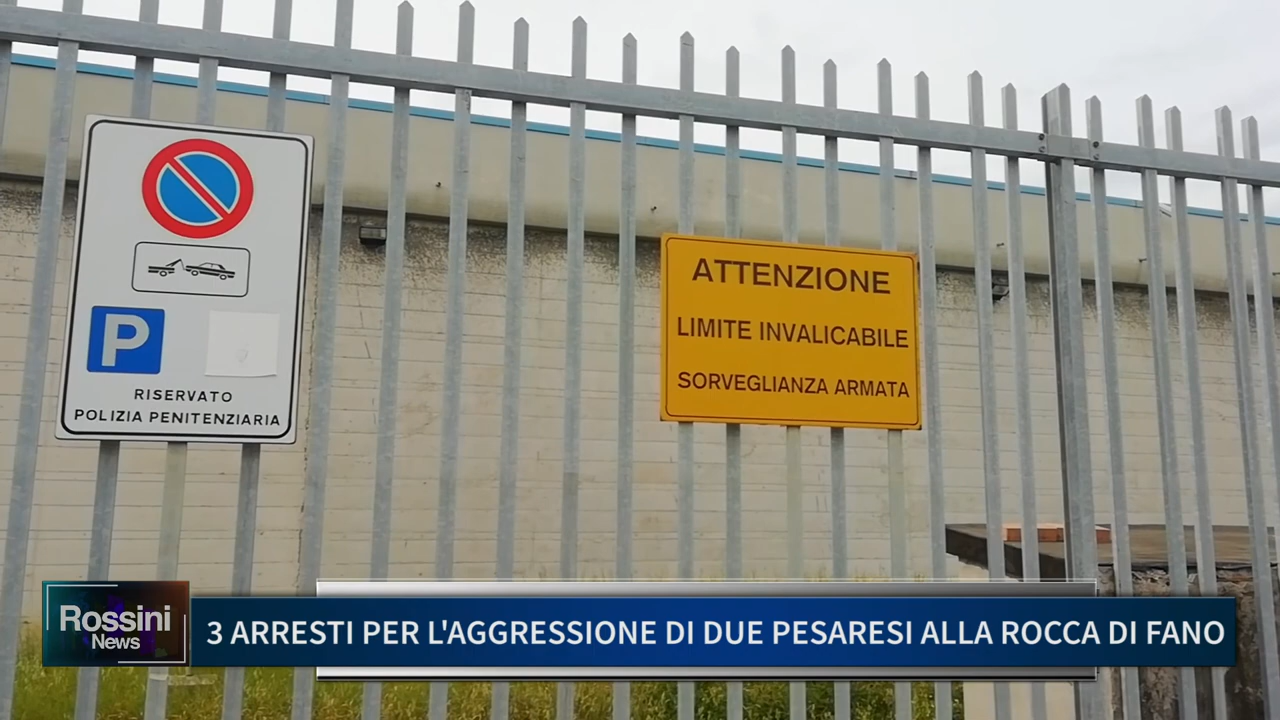 P
RISERVATO
POLIZIA PENITENZIARIA
ATTENZIONE
LIMITE INVALICABILE
SORVEGLIANZA ARMATA
Rossini
News
3 ARRESTI PER L'AGGRESSIONE DI DUE PESARESI ALLA ROCCA DI FANO